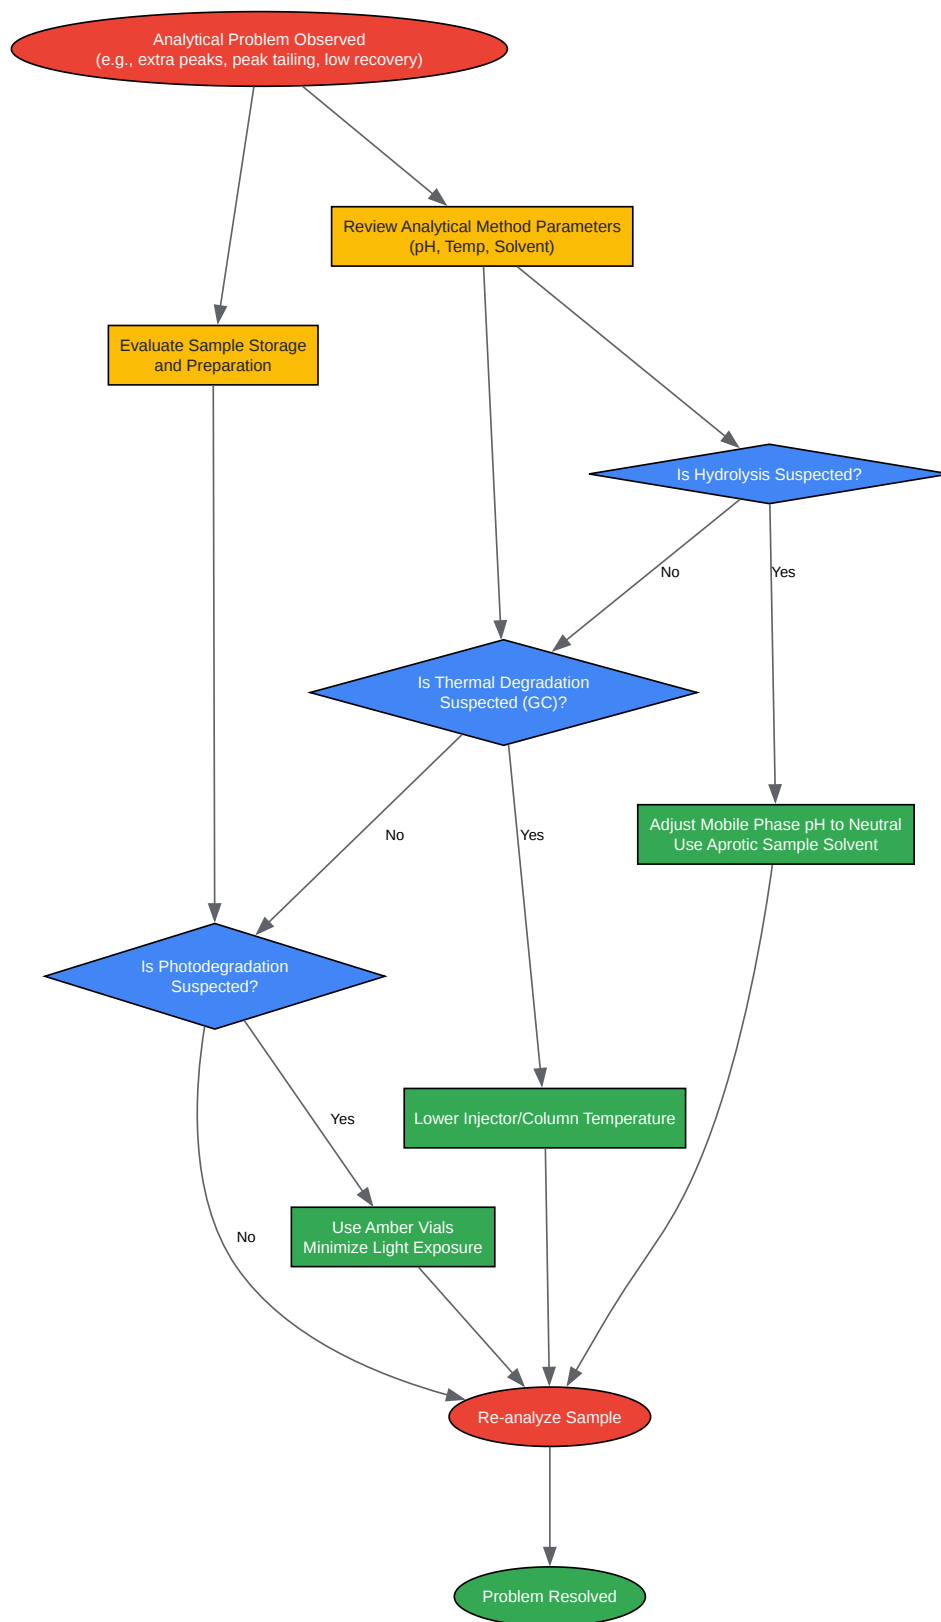 Analytical Problem Observed
(e.g., extra peaks, peak tailing, low recovery)
Review Analytical Method Parameters
(pH, Temp, Solvent)
Evaluate Sample Storage
and Preparation
Is Hydrolysis Suspected?
No
Yes
Is Thermal Degradation
Suspected (GC)?
Adjust Mobile Phase pH to Neutral
Use Aprotic Sample Solvent
No
Yes
Is Photodegradation
Suspected?
Lower Injector/Column Temperature
Yes
Use Amber Vials
Minimize Light Exposure
No
Re-analyze Sample
Problem Resolved